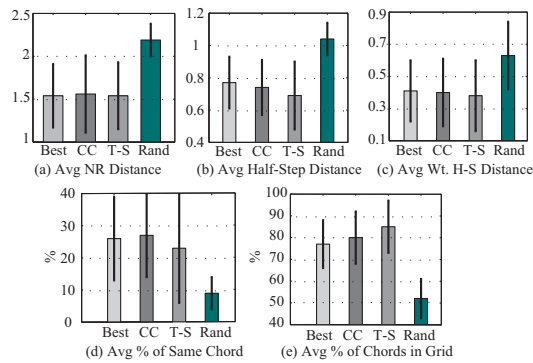 2.5
2
1.5
1
Best CC T-S Rand
(a) Avg NR Distance
1.2
1
0.8
0.6
0.4
Best CC T-S Rand
(b) Avg Half-Step Distance
0.9
0.7
0.5
0.3
0.1
Best CC T-S Rand
(c) Avg Wt. H-S Distance
40
30
20
10
0
%
Best CC T-S Rand
(d) Avg % of Same Chord
100
90
80
70
60
50
40
%
Best CC T-S Rand
(e) Avg % of Chords in Grid